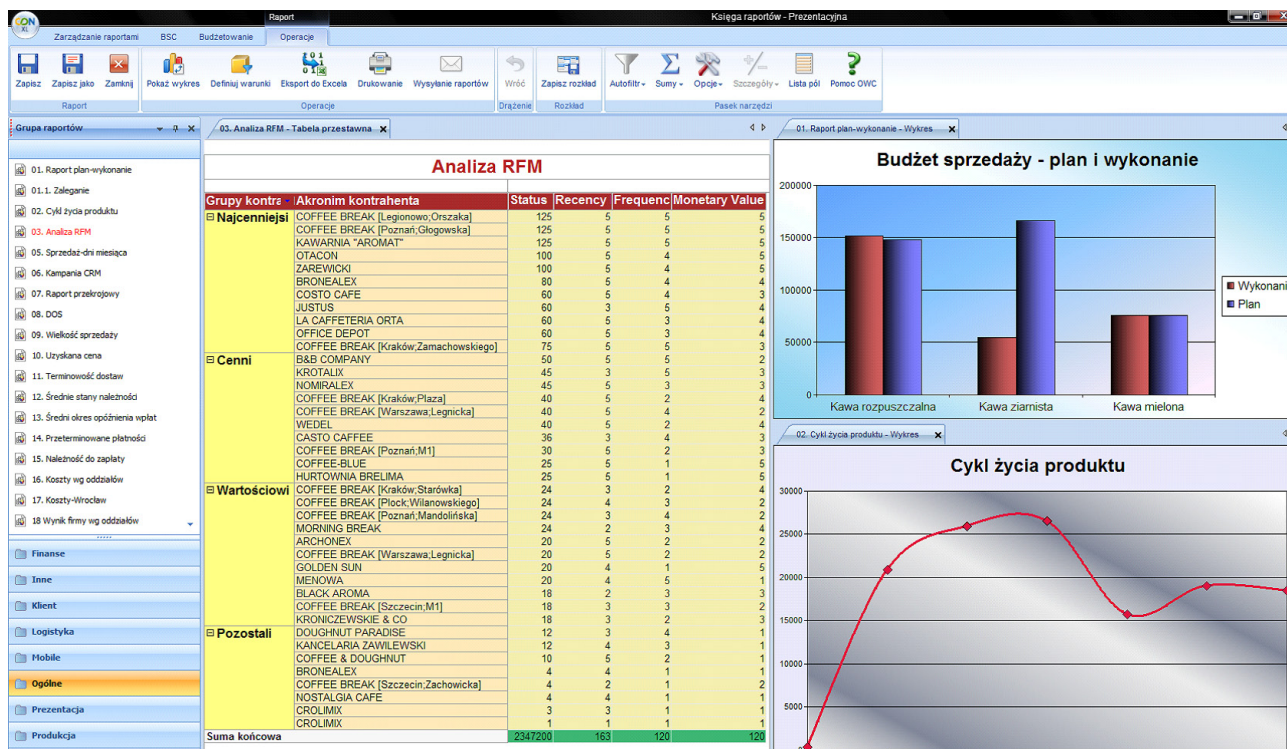 CON
XL
Raport
Księga raportów - Prezentacyjna
Zarządzanie raportami BSC Budżetowanie Operacje
Zapisz Zapisz jako Zamknij Pokaż wykres Definiuj warunki Eksport do Excela Drukowanie Wysyłanie raportów Wróć Zapisz rozkład Autofiltr Sumy Opcje Szczegóły Lista pól Pomoc OWC
Raport Operacje Drążenie Rozkład Pasek narzędzi
Grupa raportów
01. Raport plan-wykonanie
01.1. Zaleganie
02. Cykl życia produktu
03. Analiza RFM
05. Sprzedaż-dni miesiąca
06. Kampania CRM
07. Raport przekrojowy
08. DOS
09. Wielkość sprzedaży
10. Uzyskana cena
11. Terminowość dostaw
12. Średnie stany należności
13. Średni okres opóźnienia wpłat
14. Przeterminowane płatności
15. Należność do zapłaty
16. Koszty wg oddziałów
17. Koszty-Wrocław
18 Wynik firmy wg oddziałów
Finanse
Inne
Klient
Logistyka
Mobile
Ogólne
Prezentacja
Produkcja
03. Analiza RFM - Tabela przestawna
Analiza RFM
Grupy kontra Akronim kontrahenta Status Recency Frequenc Monetary Value
Najcenniejsi COFFEE BREAK [Legionowo;Orszaka] 125 5 5 5
COFFEE BREAK [Poznań;Głogowska] 125 5 5 5
KAWARNIA "AROMAT" 125 5 5 5
OTACON 100 5 4 5
ZAREWICKI 100 5 4 5
BRONEALEX 80 5 4 4
COSTO CAFE 60 5 4 3
JUSTUS 60 3 5 4
LA CAFFETERIA ORTA 60 5 3 4
OFFICE DEPOT 60 5 3 4
COFFEE BREAK [Kraków;Zamachowskiego] 75 5 5 3
Cenni B&B COMPANY 50 5 5 2
KROTALIX 45 3 5 3
NOMIRALEX 45 5 3 3
COFFEE BREAK [Kraków;Plaza] 40 5 2 4
COFFEE BREAK [Warszawa;Legnicka] 40 5 4 2
WEDEL 40 5 2 4
CASTO CAFFEE 36 3 4 3
COFFEE BREAK [Poznań;M1] 30 5 2 3
COFFEE-BLUE 25 5 1 5
HURTOWNIA BRELIMA 25 5 1 5
Wartościowi COFFEE BREAK [Kraków;Starówka] 24 3 2 4
COFFEE BREAK [Płock;Wilanowskiego] 24 4 3 2
COFFEE BREAK [Poznań;Mandolińska] 24 3 4 2
MORNING BREAK 24 2 3 4
ARCHONEX 20 5 2 2
COFFEE BREAK [Warszawa;Legnicka] 20 5 2 2
GOLDEN SUN 20 4 1 5
MENOWA 20 4 5 1
BLACK AROMA 18 2 3 3
COFFEE BREAK [Szczecin;M1] 18 3 3 2
KRONICZEWSKIE & CO 18 3 2 3
Pozostali DOUGHNUT PARADISE 12 3 4 1
KANCELARIA ZAWILEWSKI 12 4 3 1
COFFEE & DOUGHNUT 10 5 2 1
BRONEALEX 4 4 1 1
COFFEE BREAK [Szczecin;Zachowicka] 4 2 1 2
NOSTALGIA CAFE 4 4 1 1
CROLIMIX 3 3 1 1
CROLIMIX 1 1 1 1
Suma końcowa 2347200 163 120 120
01. Raport plan-wykonanie - Wykres
Budżet sprzedaży - plan i wykonanie
200000
150000
100000
50000
0
Kawa rozpuszczalna Kawa ziarnista Kawa mielona
Wykonani
Plan
02. Cykl życia produktu - Wykres
Cykl życia produktu
30000
25000
20000
15000
10000
5000